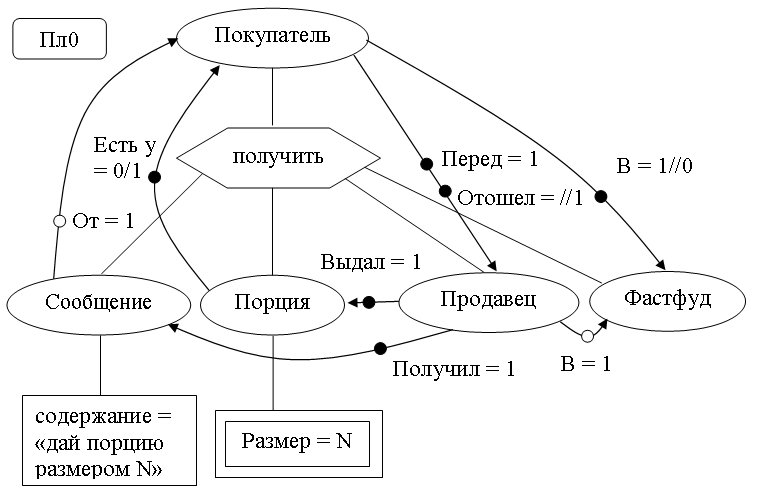 Пл0
Покупатель
Есть у
= 0/1
получить
Перед = 1
В = 1//0
Отошел = //1
От = 1
Выдал = 1
Сообщение
Порция
Продавец
Фастфуд
Получил = 1
В = 1
содержание =
«дай порцию
размером N»
Размер = N